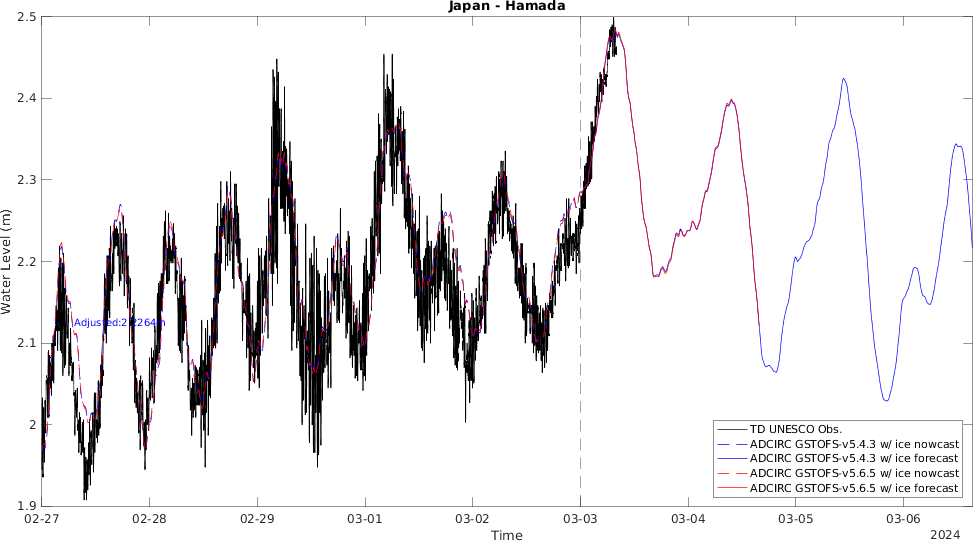 Japan - Hamada
2.5
2.4
2.3
2.2
2.1
2
1.9
Water Level (m)
Adjusted:2.2264m
02-27
02-28
02-29
03-01
03-02
03-03
03-04
03-05
03-06
Time
2024
TD UNESCO Obs.
ADCIRC GSTOFS-v5.4.3 w/ ice nowcast
ADCIRC GSTOFS-v5.4.3 w/ ice forecast
ADCIRC GSTOFS-v5.6.5 w/ ice nowcast
ADCIRC GSTOFS-v5.6.5 w/ ice forecast